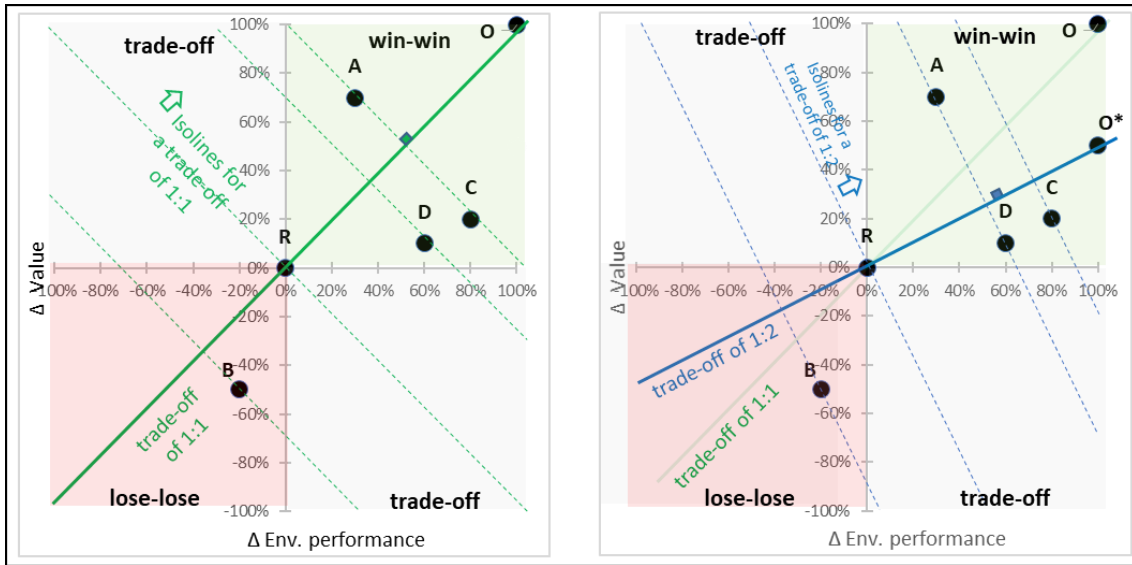 100%
O
trade-off
win-win
80%
A
60%
Isolines for
a trade-off
of 1:1
40%
C
D
20%
R
0%
-100%
-80%
-60%
-40%
-20%
0%
20%
40%
60%
80%
100%
Δ Value
-20%
B
-40%
trade-off
of 1:1
-60%
-80%
lose-lose
trade-off
-100%
Δ Env. performance
100%
O
trade-off
win-win
80%
A
Isolines for a
trade-off of 1:2
60%
O*
40%
C
D
20%
R
0%
-100%
-80%
-60%
-40%
-20%
0%
20%
40%
60%
80%
100%
Δ Value
-20%
trade-off of 1:2
B
-40%
trade-off of 1:1
-60%
-80%
lose-lose
trade-off
-100%
Δ Env. performance